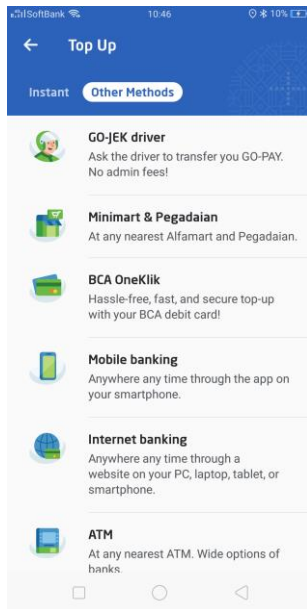 SoftBank 10:46 10%
Top Up
Instant Other Methods
GO-JEK driver
Ask the driver to transfer you GO-PAY.
No admin fees!
Minimart & Pegadaian
At any nearest Alfamart and Pegadaian.
BCA OneKlik
Hassle-free, fast, and secure top-up
with your BCA debit card!
Mobile banking
Anywhere any time through the app on
your smartphone.
Internet banking
Anywhere any time through a
website on your PC, laptop, tablet, or
smartphone.
ATM
At any nearest ATM. Wide options of
banks.